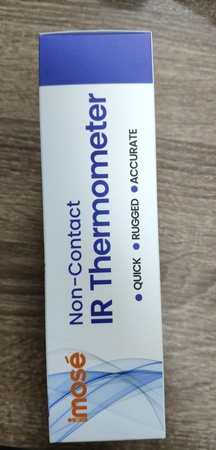 imosé
Non-Contact
IR Thermometer
● QUICK ● RUGGED ● ACCURATE